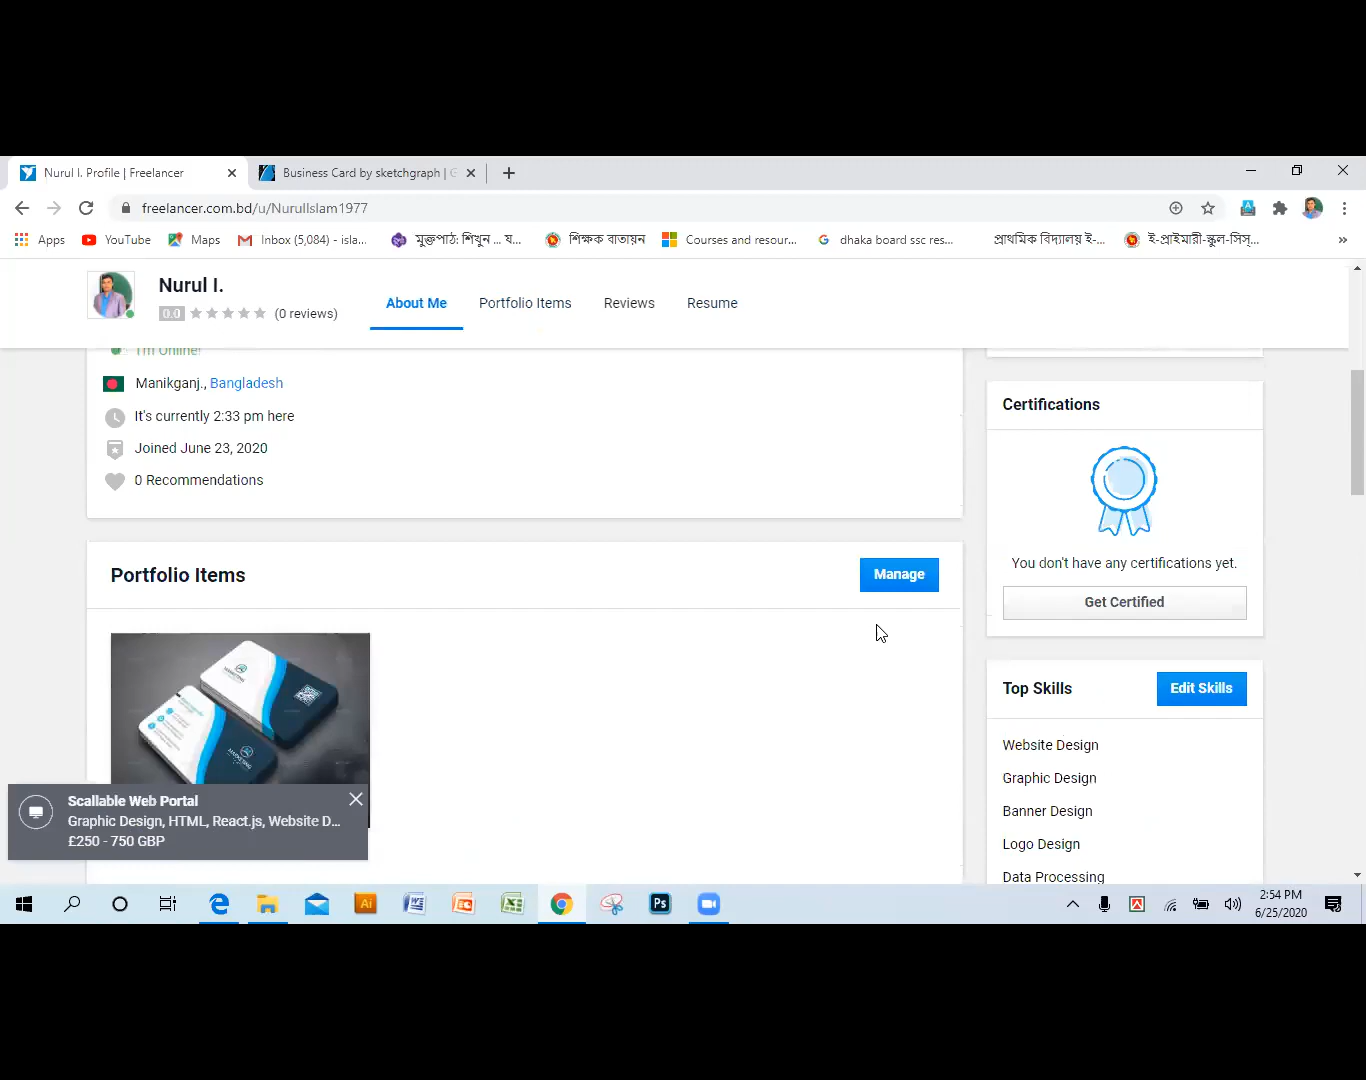 Nurul I. Profile | Freelancer
Business Card by sketchgraph | G
freelancer.com.bd/u/NurulIslam1977
Apps
YouTube
Maps
Inbox (5,084) - isla...
মুক্তপাঠ: শিখুন ... য...
শিক্ষক বাতায়ন
Courses and resour...
dhaka board ssc res...
প্রাথমিক বিদ্যালয় ই-...
ই-প্রাইমারী-স্কুল-সিস্...
»
Nurul I.
0.0 (0 reviews)
About Me
Portfolio Items
Reviews
Resume
I'm Online!
Manikganj., Bangladesh
It's currently 2:33 pm here
Joined June 23, 2020
0 Recommendations
Certifications
You don't have any certifications yet.
Get Certified
Portfolio Items
Manage
Top Skills
Edit Skills
Website Design
Graphic Design
Banner Design
Logo Design
Data Processing
MARKETING
MARKETING
Scallable Web Portal
Graphic Design, HTML, React.js, Website D...
£250 - 750 GBP
Ai
Ps
2:54 PM
6/25/2020